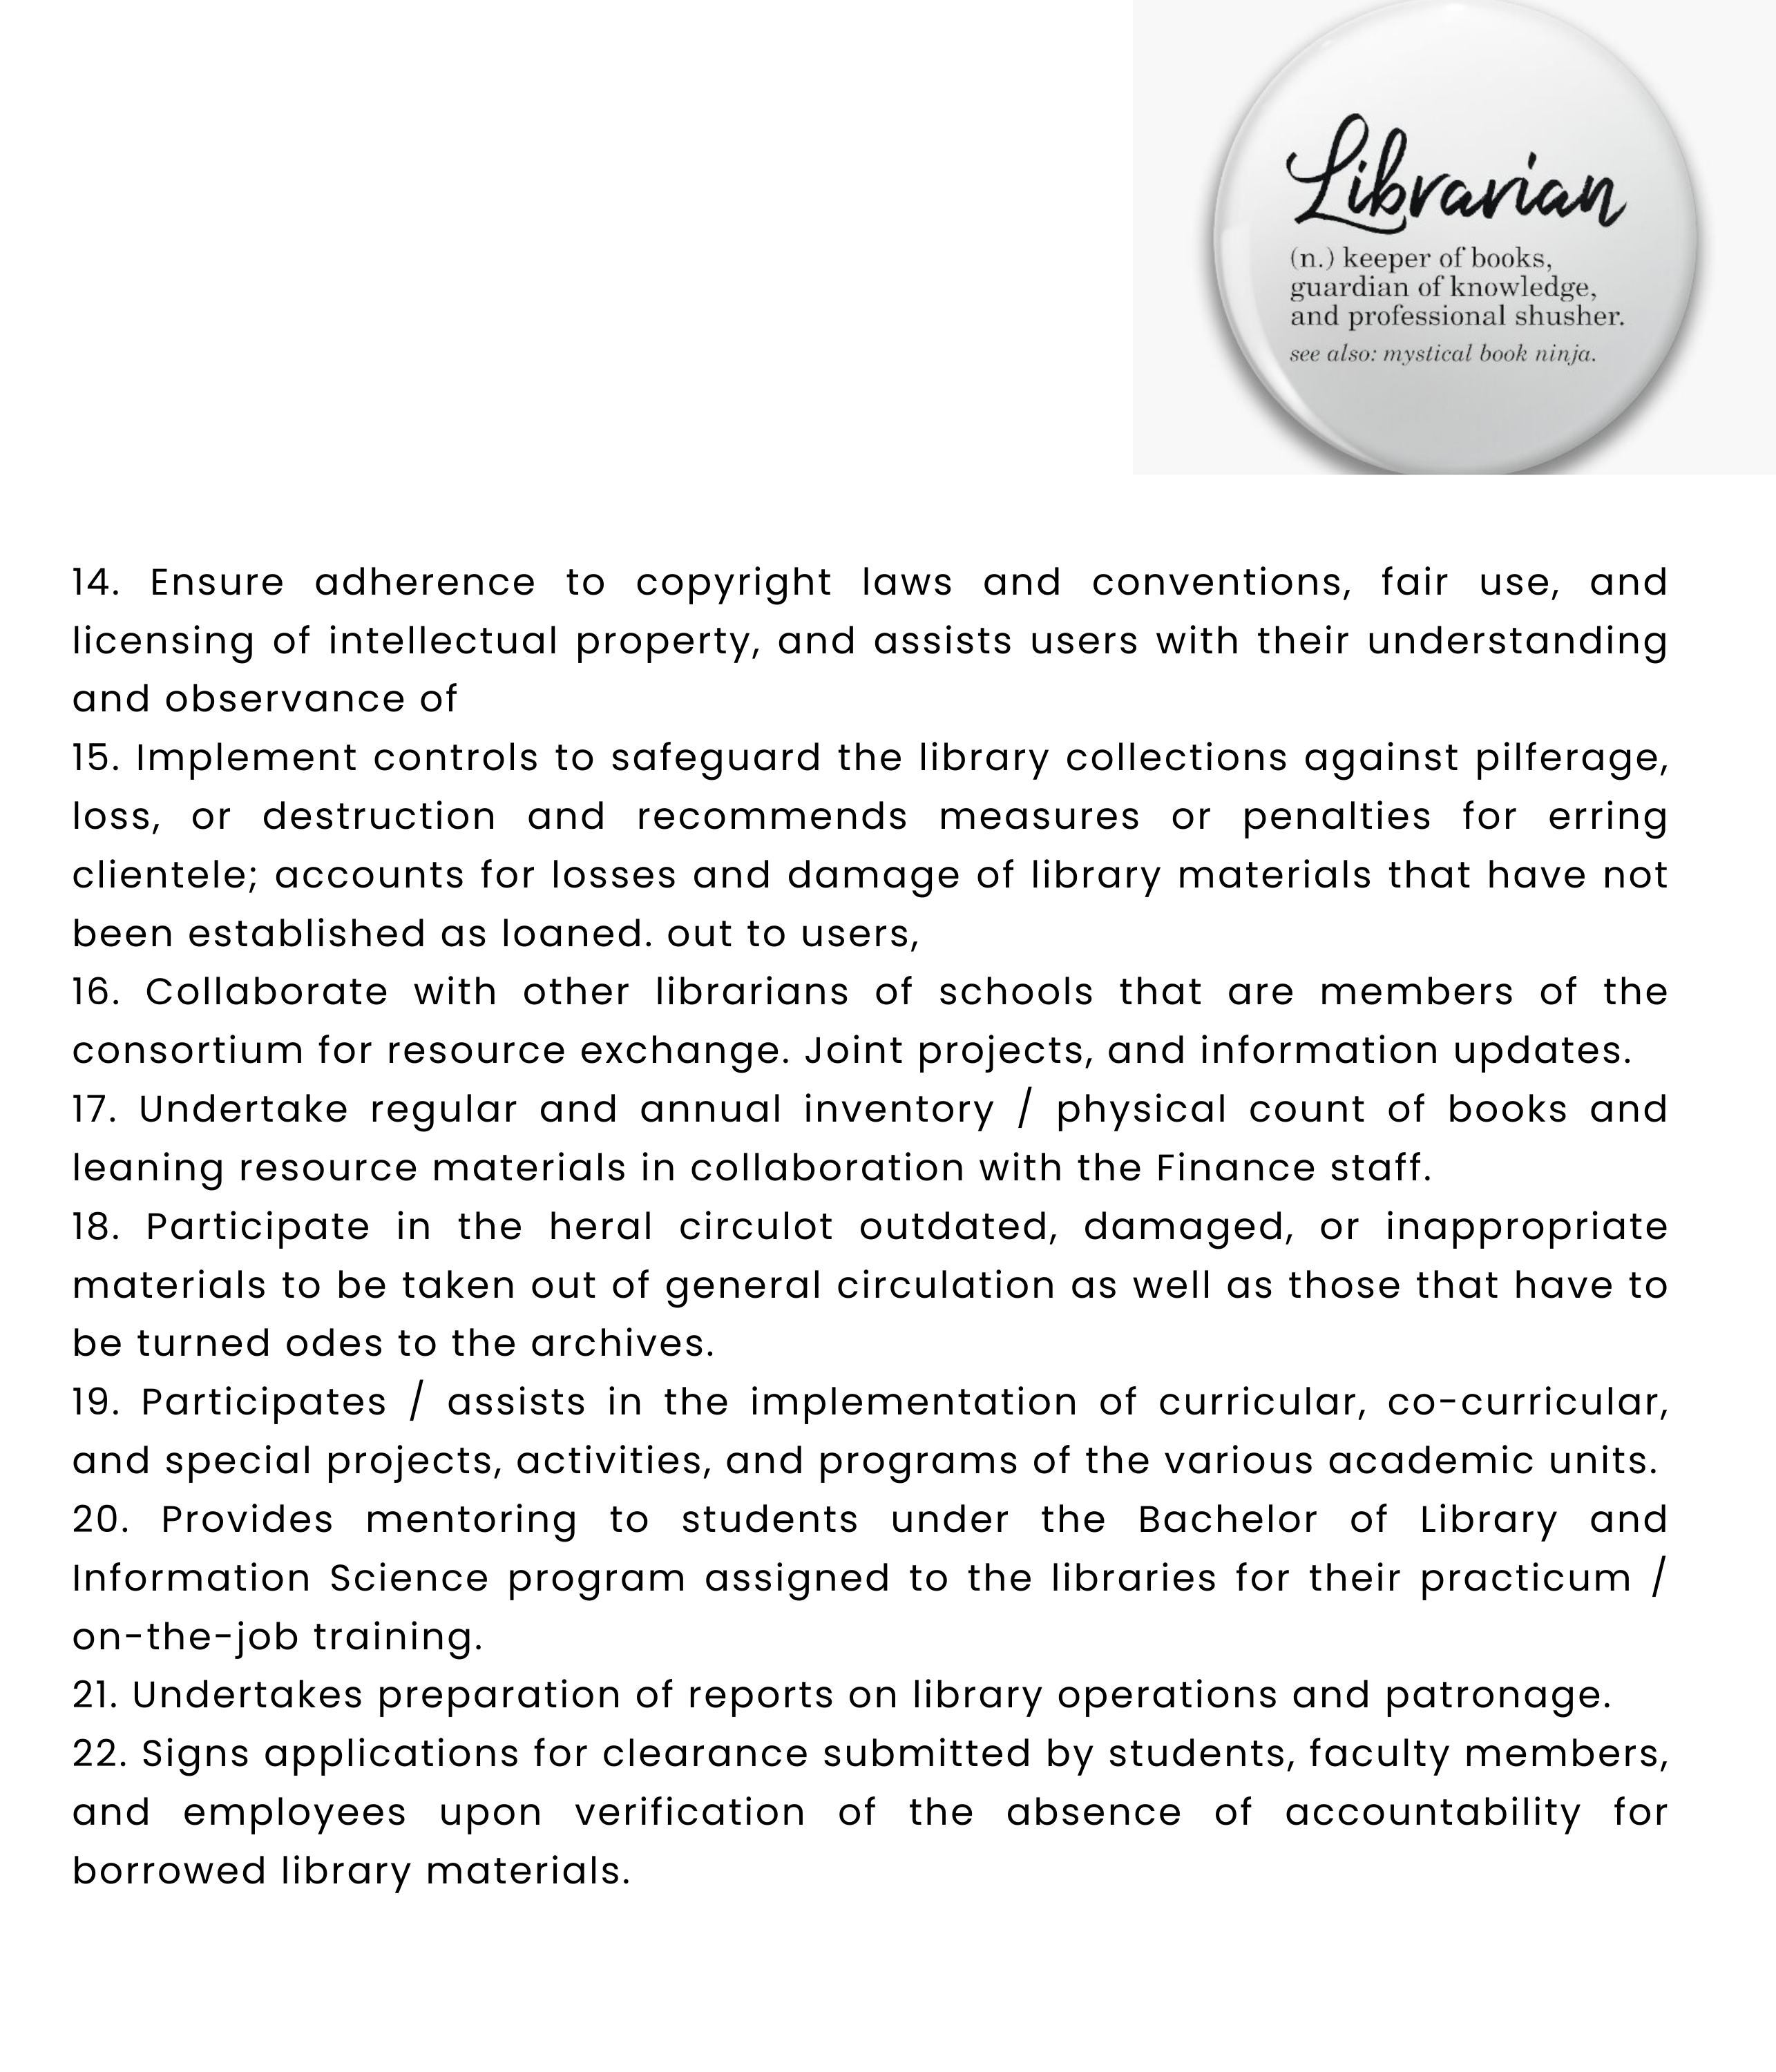 Librarian
(n.) keeper of books,
guardian of knowledge,
and professional shusher.
see also: mystical book ninja.
14. Ensure adherence to copyright laws and conventions, fair use, and
licensing of intellectual property, and assists users with their understanding
and observance of
15. Implement controls to safeguard the library collections against pilferage,
loss, or destruction and recommends measures or penalties for erring
clientele; accounts for losses and damage of library materials that have not
been established as loaned. out to users,
16. Collaborate with other librarians of schools that are members of the
consortium for resource exchange. Joint projects, and information updates.
17. Undertake regular and annual inventory / physical count of books and
leaning resource materials in collaboration with the Finance staff.
18. Participate in the heral circulot outdated, damaged, or inappropriate
materials to be taken out of general circulation as well as those that have to
be turned odes to the archives.
19. Participates / assists in the implementation of curricular, co-curricular,
and special projects, activities, and programs of the various academic units.
20. Provides mentoring to students under the Bachelor of Library and
Information Science program assigned to the libraries for their practicum /
on-the-job training.
21. Undertakes preparation of reports on library operations and patronage.
22. Signs applications for clearance submitted by students, faculty members,
and employees upon verification of the absence of accountability for
borrowed library materials.